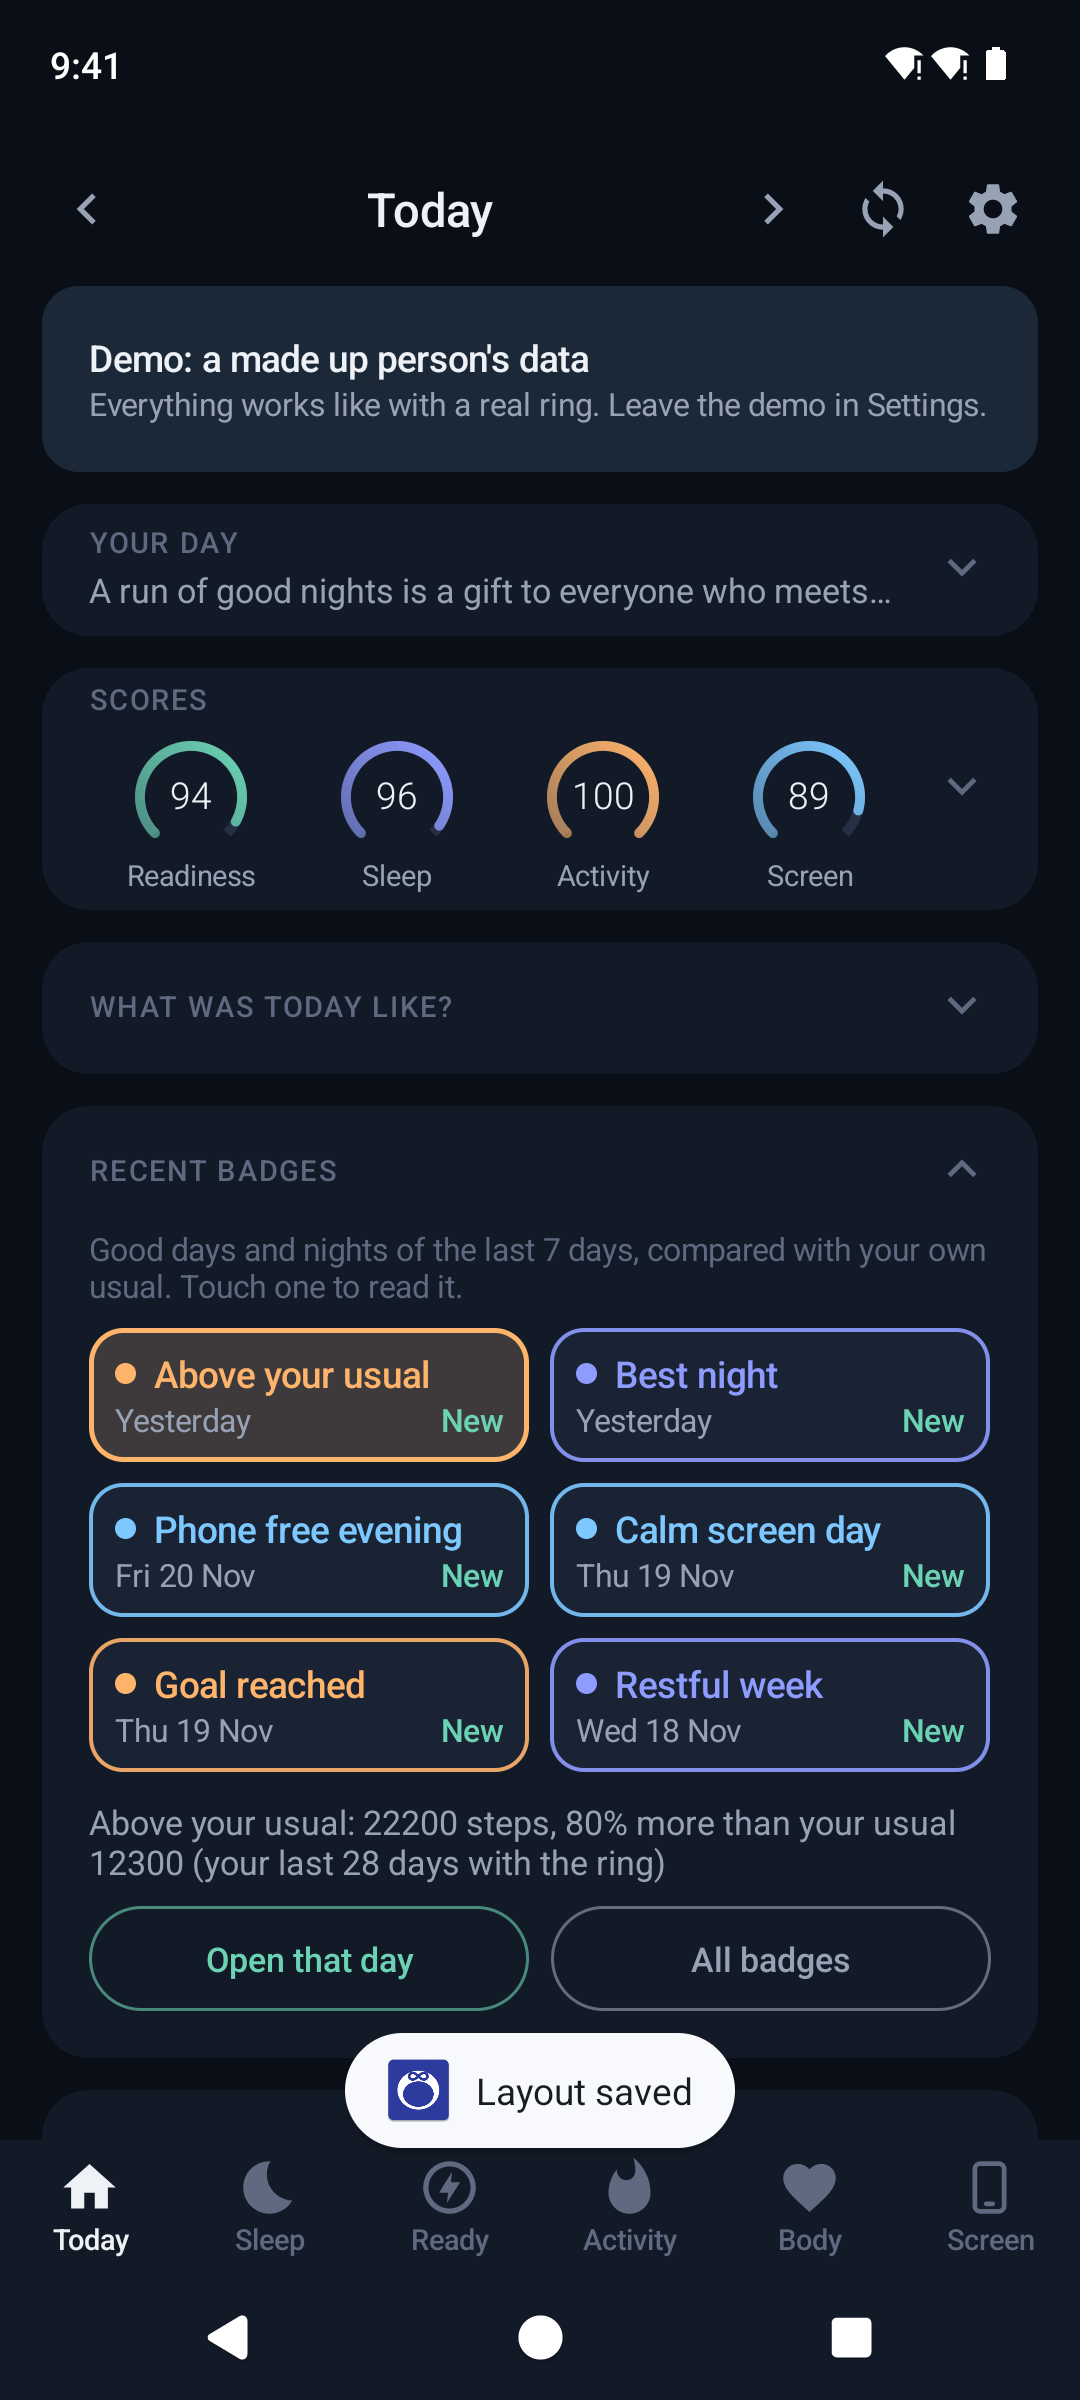 9:41
Today
Demo: a made up person's data
Everything works like with a real ring. Leave the demo in Settings.
YOUR DAY
A run of good nights is a gift to everyone who meets…
SCORES
94
96
100
89
Readiness
Sleep
Activity
Screen
WHAT WAS TODAY LIKE?
RECENT BADGES
Good days and nights of the last 7 days, compared with your own
usual. Touch one to read it.
Above your usual
Yesterday New
Best night
Yesterday New
Phone free evening
Fri 20 Nov New
Calm screen day
Thu 19 Nov New
Goal reached
Thu 19 Nov New
Restful week
Wed 18 Nov New
Above your usual: 22200 steps, 80% more than your usual
12300 (your last 28 days with the ring)
Open that day
All badges
Layout saved
Today
Sleep
Ready
Activity
Body
Screen